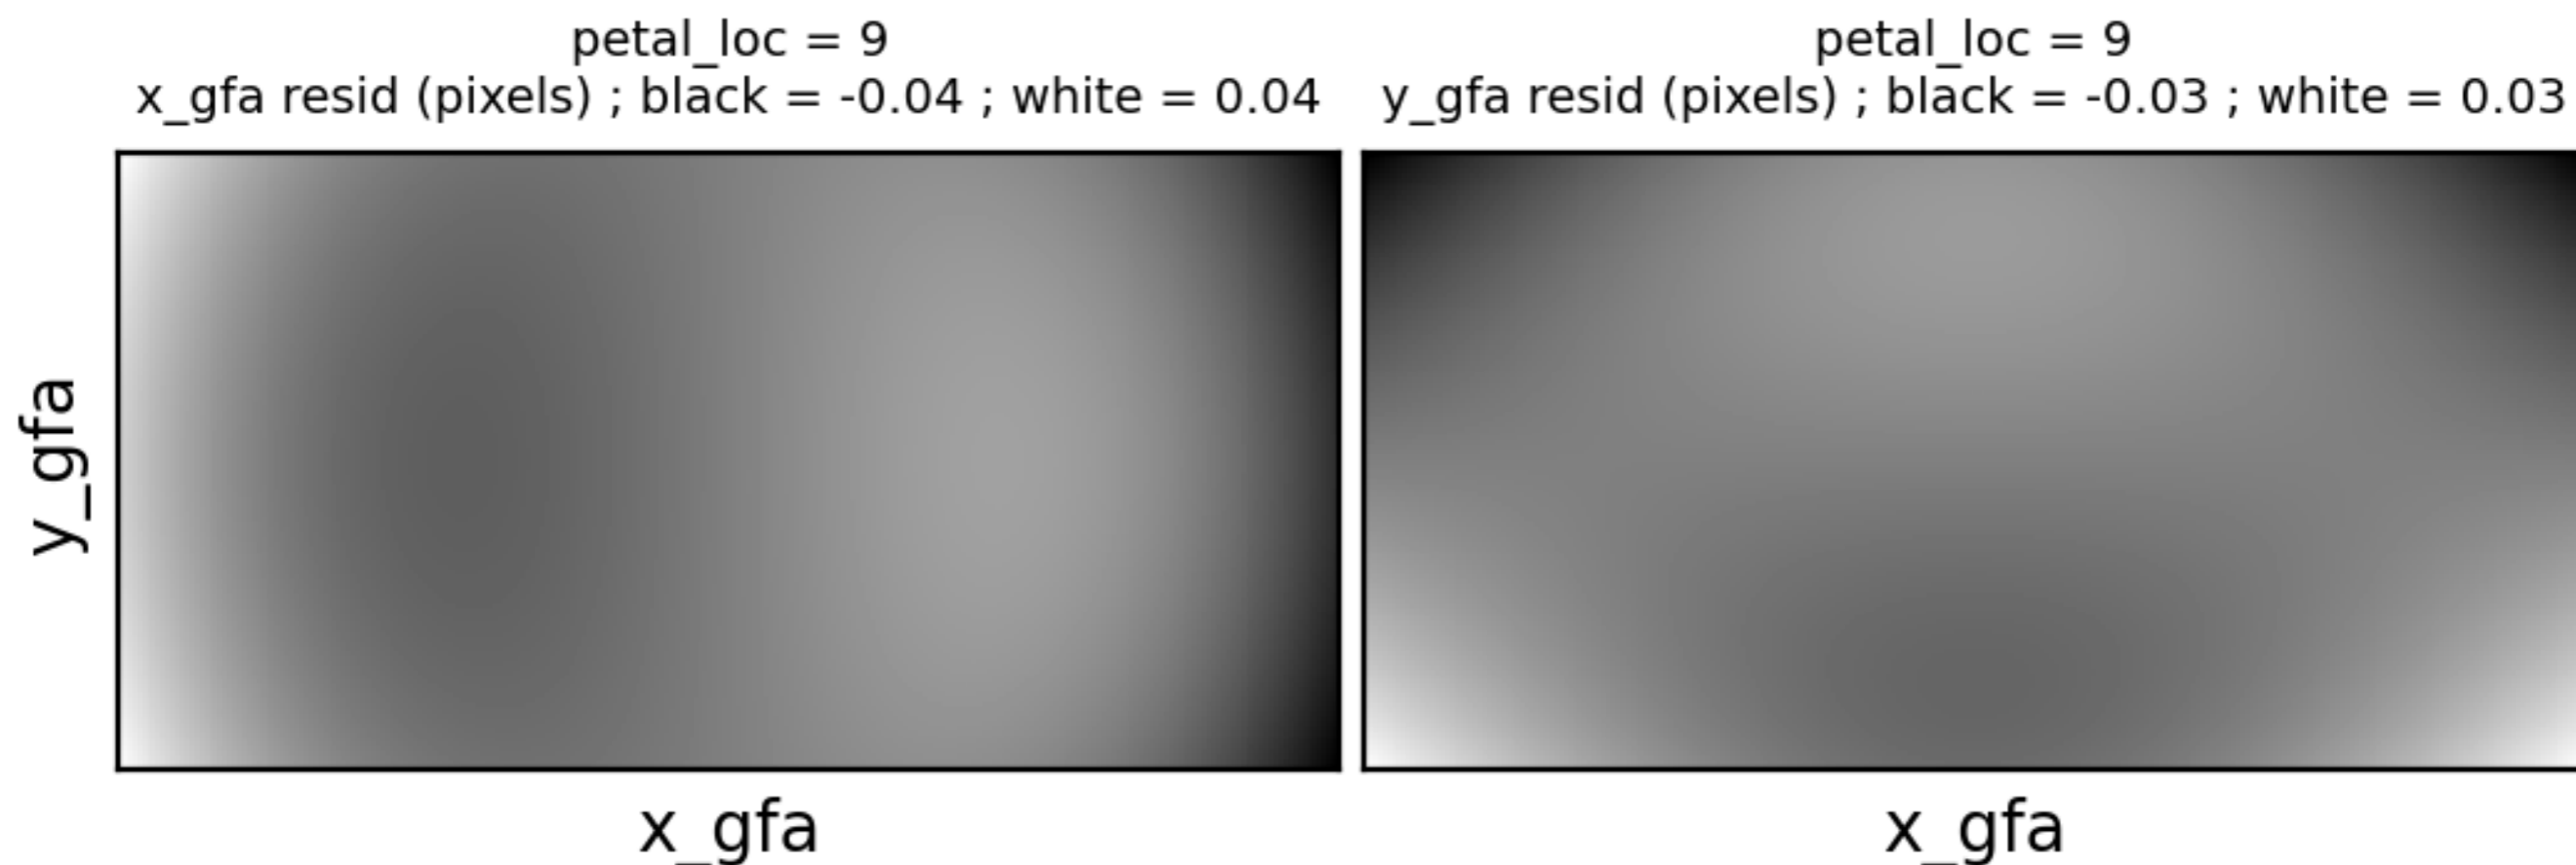 petal_loc = 9
x_gfa resid (pixels) ; black = -0.04 ; white = 0.04
y_gfa
x_gfa
petal_loc = 9
y_gfa resid (pixels) ; black = -0.03 ; white = 0.03
x_gfa